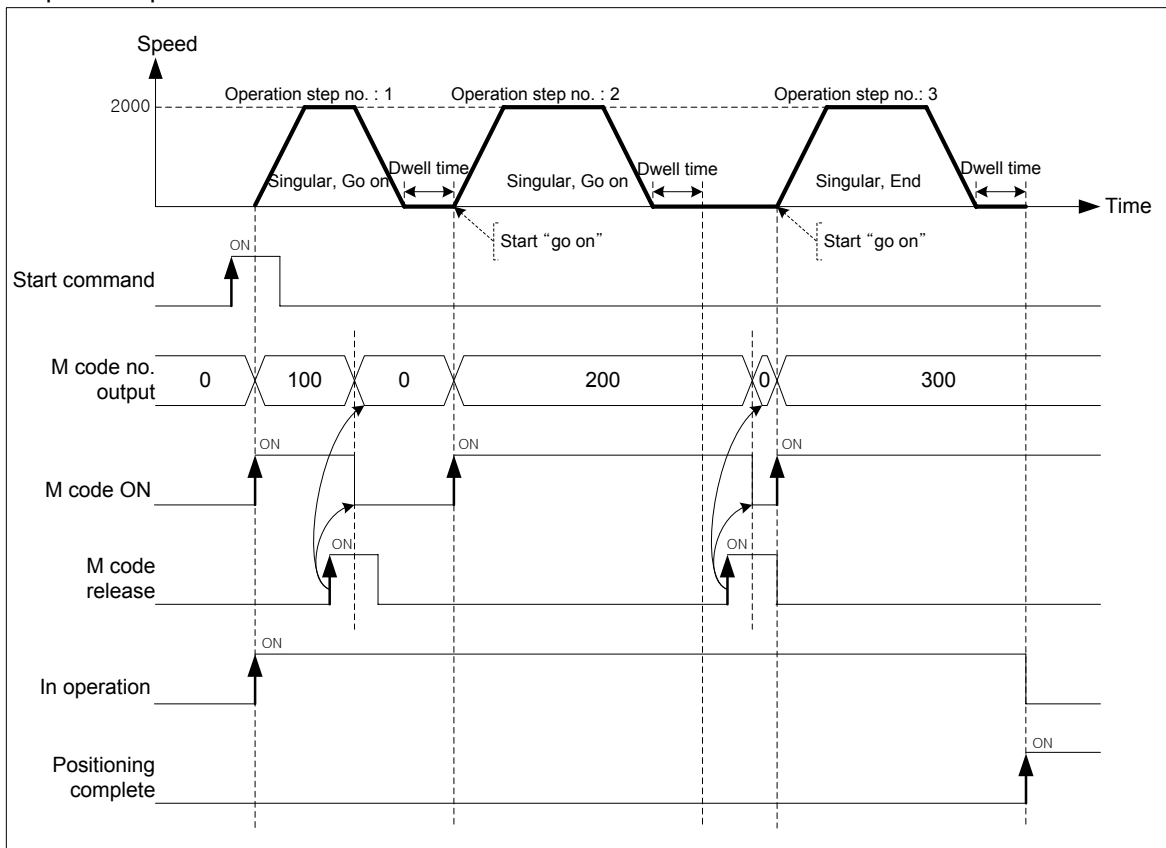 Speed
2000
Operation step no. : 1
Operation step no. : 2
Operation step no.: 3
Singular, Go on
Dwell time
Singular, Go on
Dwell time
Singular, End
Dwell time
Time
Start “go on”
Start “go on”
Start command
ON
M code no.
output
0
100
0
200
0
300
M code ON
ON
ON
ON
M code
release
ON
ON
In operation
ON
Positioning
complete
ON